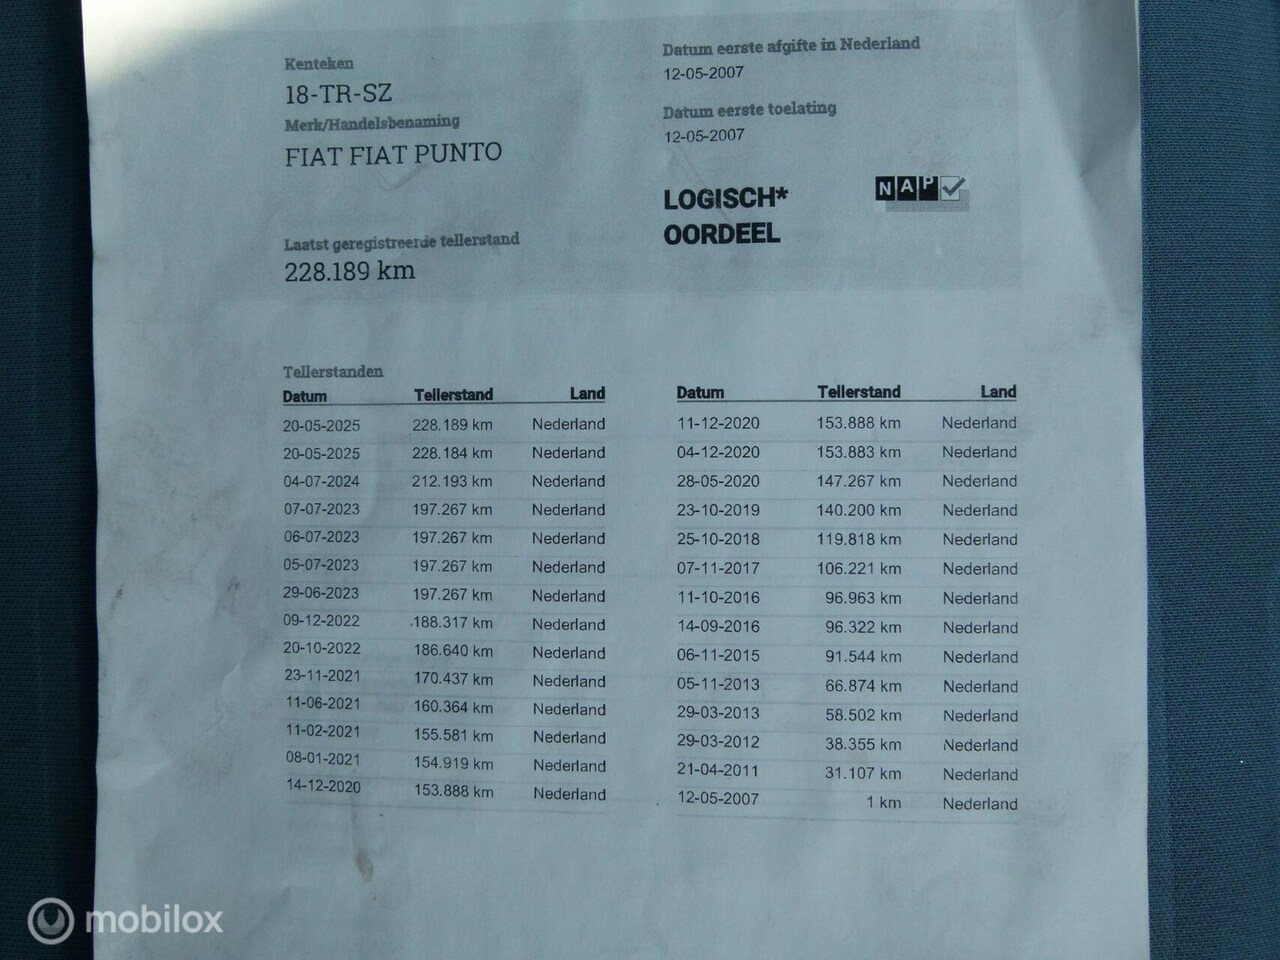 Kenteken
18-TR-SZ
Merk/Handelsbenaming
FIAT FIAT PUNTO
Laatst geregistreerde tellerstand
228.189 km
Datum eerste afgifte in Nederland
12-05-2007
Datum eerste toelating
12-05-2007
LOGISCH*
OORDEEL
NAP
Tellerstanden
Datum Tellerstand Land
20-05-2025 228.189 km Nederland
20-05-2025 228.184 km Nederland
04-07-2024 212.193 km Nederland
07-07-2023 197.267 km Nederland
06-07-2023 197.267 km Nederland
05-07-2023 197.267 km Nederland
29-06-2023 197.267 km Nederland
09-12-2022 188.317 km Nederland
20-10-2022 186.640 km Nederland
23-11-2021 170.437 km Nederland
11-06-2021 160.364 km Nederland
11-02-2021 155.581 km Nederland
08-01-2021 154.919 km Nederland
14-12-2020 153.888 km Nederland
Datum Tellerstand Land
11-12-2020 153.888 km Nederland
04-12-2020 153.883 km Nederland
28-05-2020 147.267 km Nederland
23-10-2019 140.200 km Nederland
25-10-2018 119.818 km Nederland
07-11-2017 106.221 km Nederland
11-10-2016 96.963 km Nederland
14-09-2016 96.322 km Nederland
06-11-2015 91.544 km Nederland
05-11-2013 66.874 km Nederland
29-03-2013 58.502 km Nederland
29-03-2012 38.355 km Nederland
21-04-2011 31.107 km Nederland
12-05-2007 1 km Nederland
mobilox